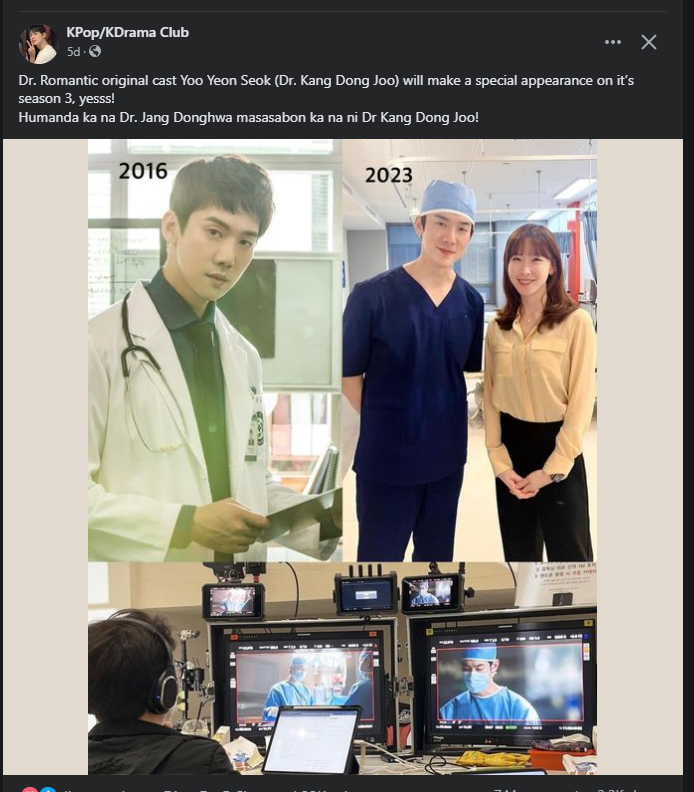 KPop/KDrama Club
5d
Dr. Romantic original cast Yoo Yeon Seok (Dr. Kang Dong Joo) will make a special appearance on it's
season 3, yesss!
Humanda ka na Dr. Jang Donghwa masasabon ka na ni Dr Kang Dong Joo!
2016
2023